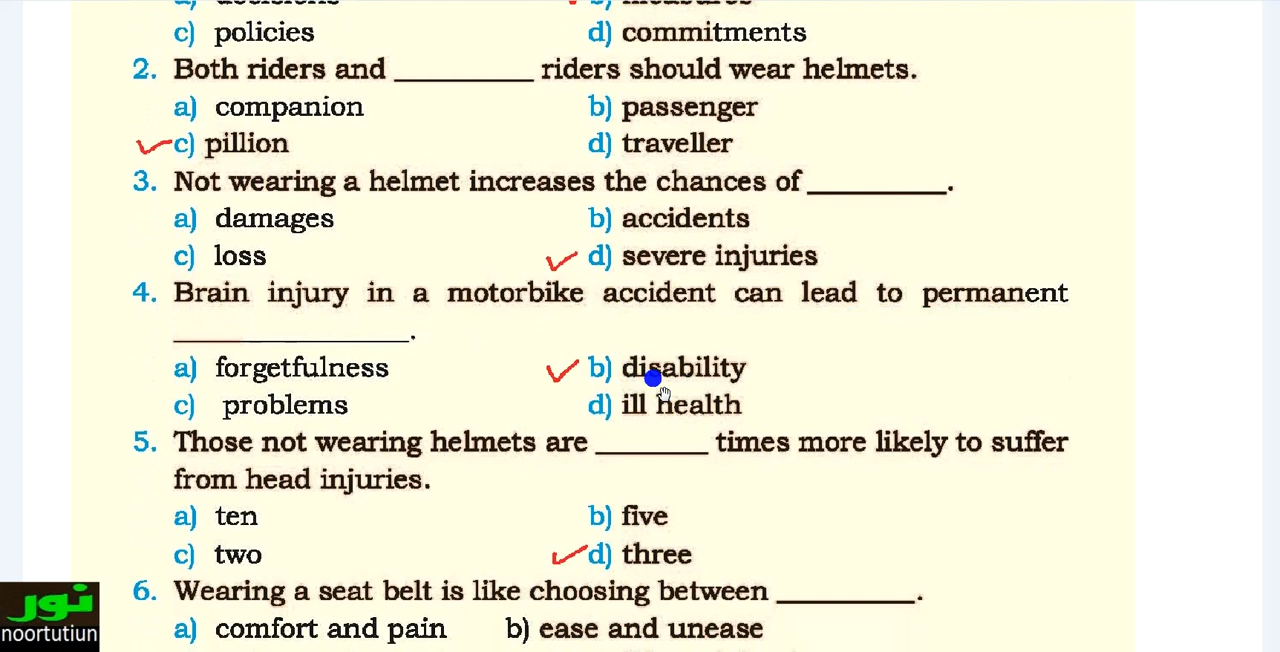 c) policies d) commitments
2. Both riders and __________ riders should wear helmets.
a) companion b) passenger
c) pillion d) traveller
3. Not wearing a helmet increases the chances of __________.
a) damages b) accidents
c) loss d) severe injuries
4. Brain injury in a motorbike accident can lead to permanent
__________________.
a) forgetfulness b) disability
c) problems d) ill health
5. Those not wearing helmets are ________ times more likely to suffer
from head injuries.
a) ten b) five
c) two d) three
6. Wearing a seat belt is like choosing between __________.
a) comfort and pain b) ease and unease
نور
noortutiun